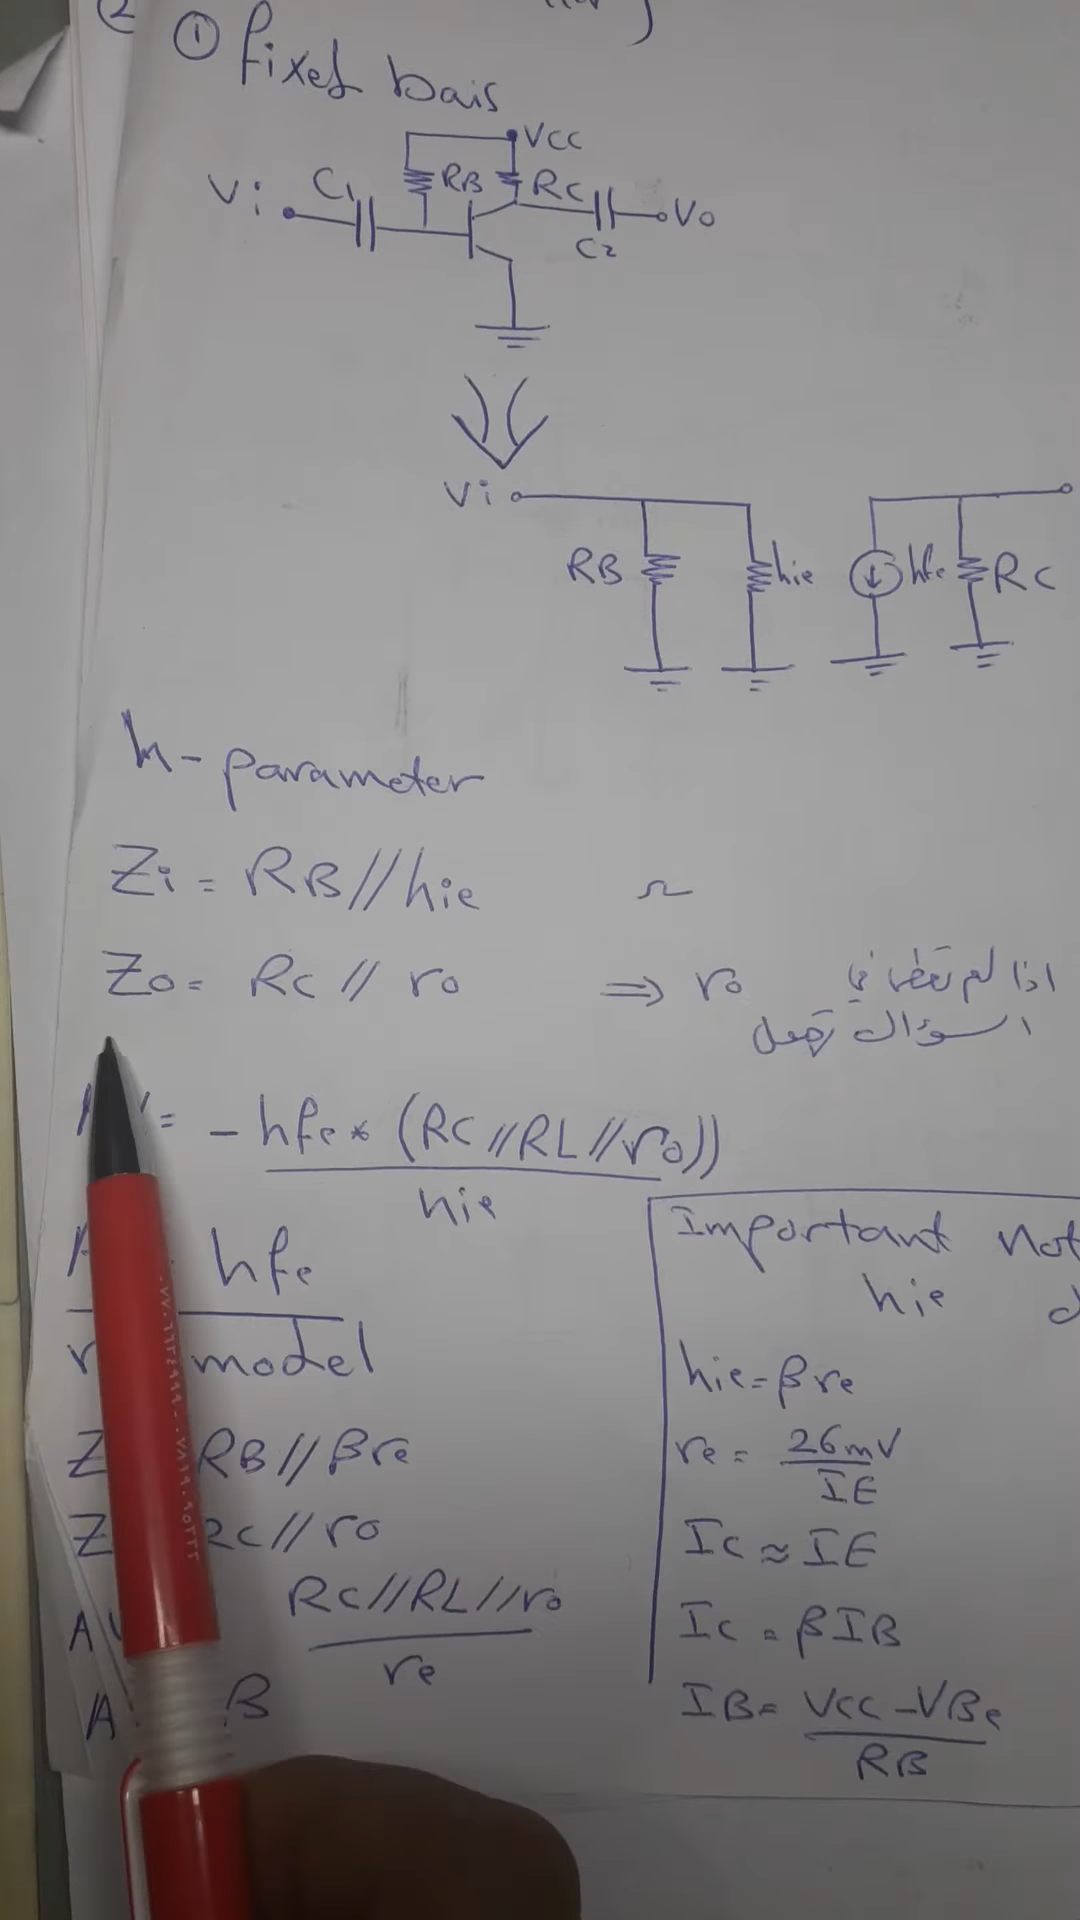 ② ① fixed bais
Vcc
Vi C1 RB RC Vo
C2
Vi
RB hie hfe RC
h-parameter
Zi = RB//hie Ω
Zo = Rc // ro ⇒ ro اذا لم تعطى في
السؤال تهمل
= - hfe * (RC//RL//ro))
hie
hfe
model
RB//βre
RC//ro
RC//RL//ro
re
B
Important Not
hie
hie = βre
re = 26mV
IE
Ic ≈ IE
Ic = βIB
IB = Vcc - VBe
RB